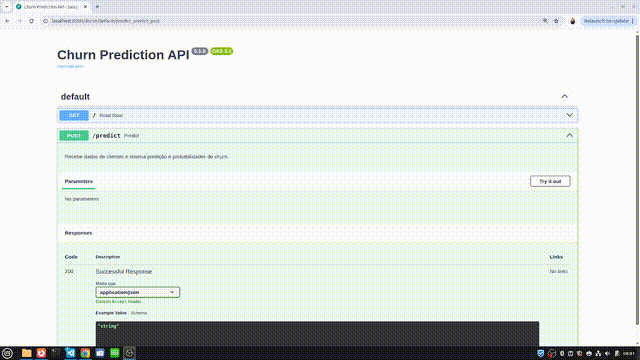 Churn Prediction API - Swag
localhost:8000/docs#/default/predict_predict_post
Relaunch to update
Churn Prediction API 0.1.0 OAS 3.1
/openapi.json
default
GET / Read Root
POST /predict Predict
Recebe dados de clientes e retorna predição e probabilidades de churn.
Parameters
Try it out
No parameters
Responses
Code Description Links
200 Successful Response No links
Media type
application/json
Controls Accept header.
Example Value Schema
"string"